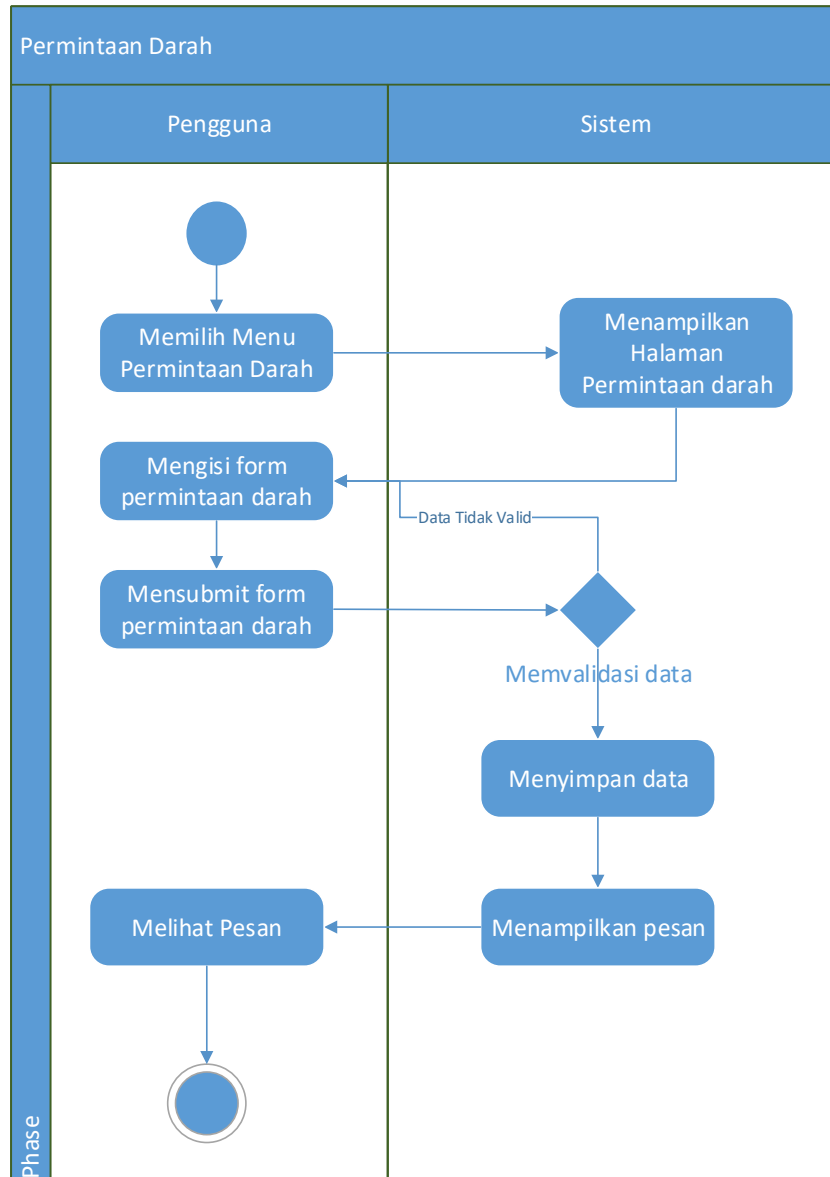 Permintaan Darah
Pengguna
Sistem
Memilih Menu
Permintaan Darah
Menampilkan
Halaman
Permintaan darah
Mengisi form
permintaan darah
Data Tidak Valid
Mensubmit form
permintaan darah
Memvalidasi data
Menyimpan data
Melihat Pesan
Menampilkan pesan
Phase